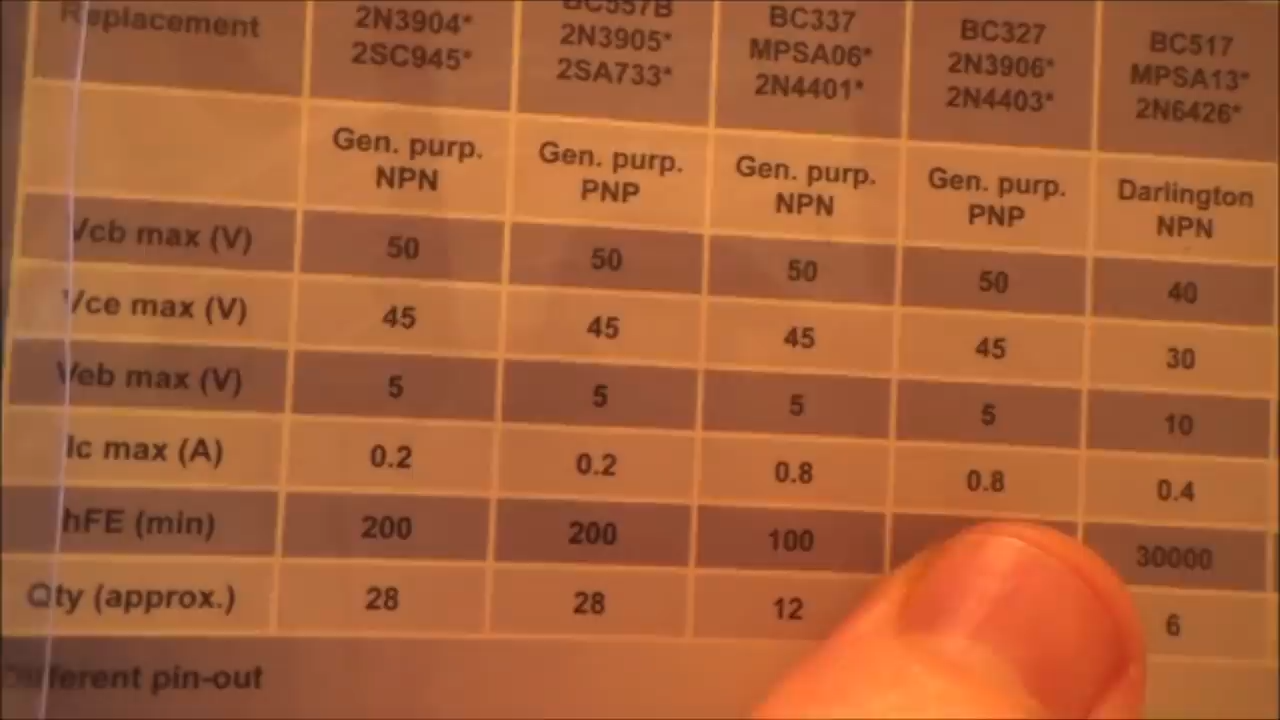 Replacement 2N3904* BC557B BC337 BC327 BC517
2SC945* 2N3905* MPSA06* 2N3906* MPSA13*
2SA733* 2N4401* 2N4403* 2N6426*
Gen. purp. Gen. purp. Gen. purp. Gen. purp. Darlington
NPN PNP NPN PNP NPN
Vcb max (V) 50 50 50 50 40
Vce max (V) 45 45 45 45 30
Veb max (V) 5 5 5 5 10
Ic max (A) 0.2 0.2 0.8 0.8 0.4
hFE (min) 200 200 100 30000
Qty (approx.) 28 28 12 6
pin-out